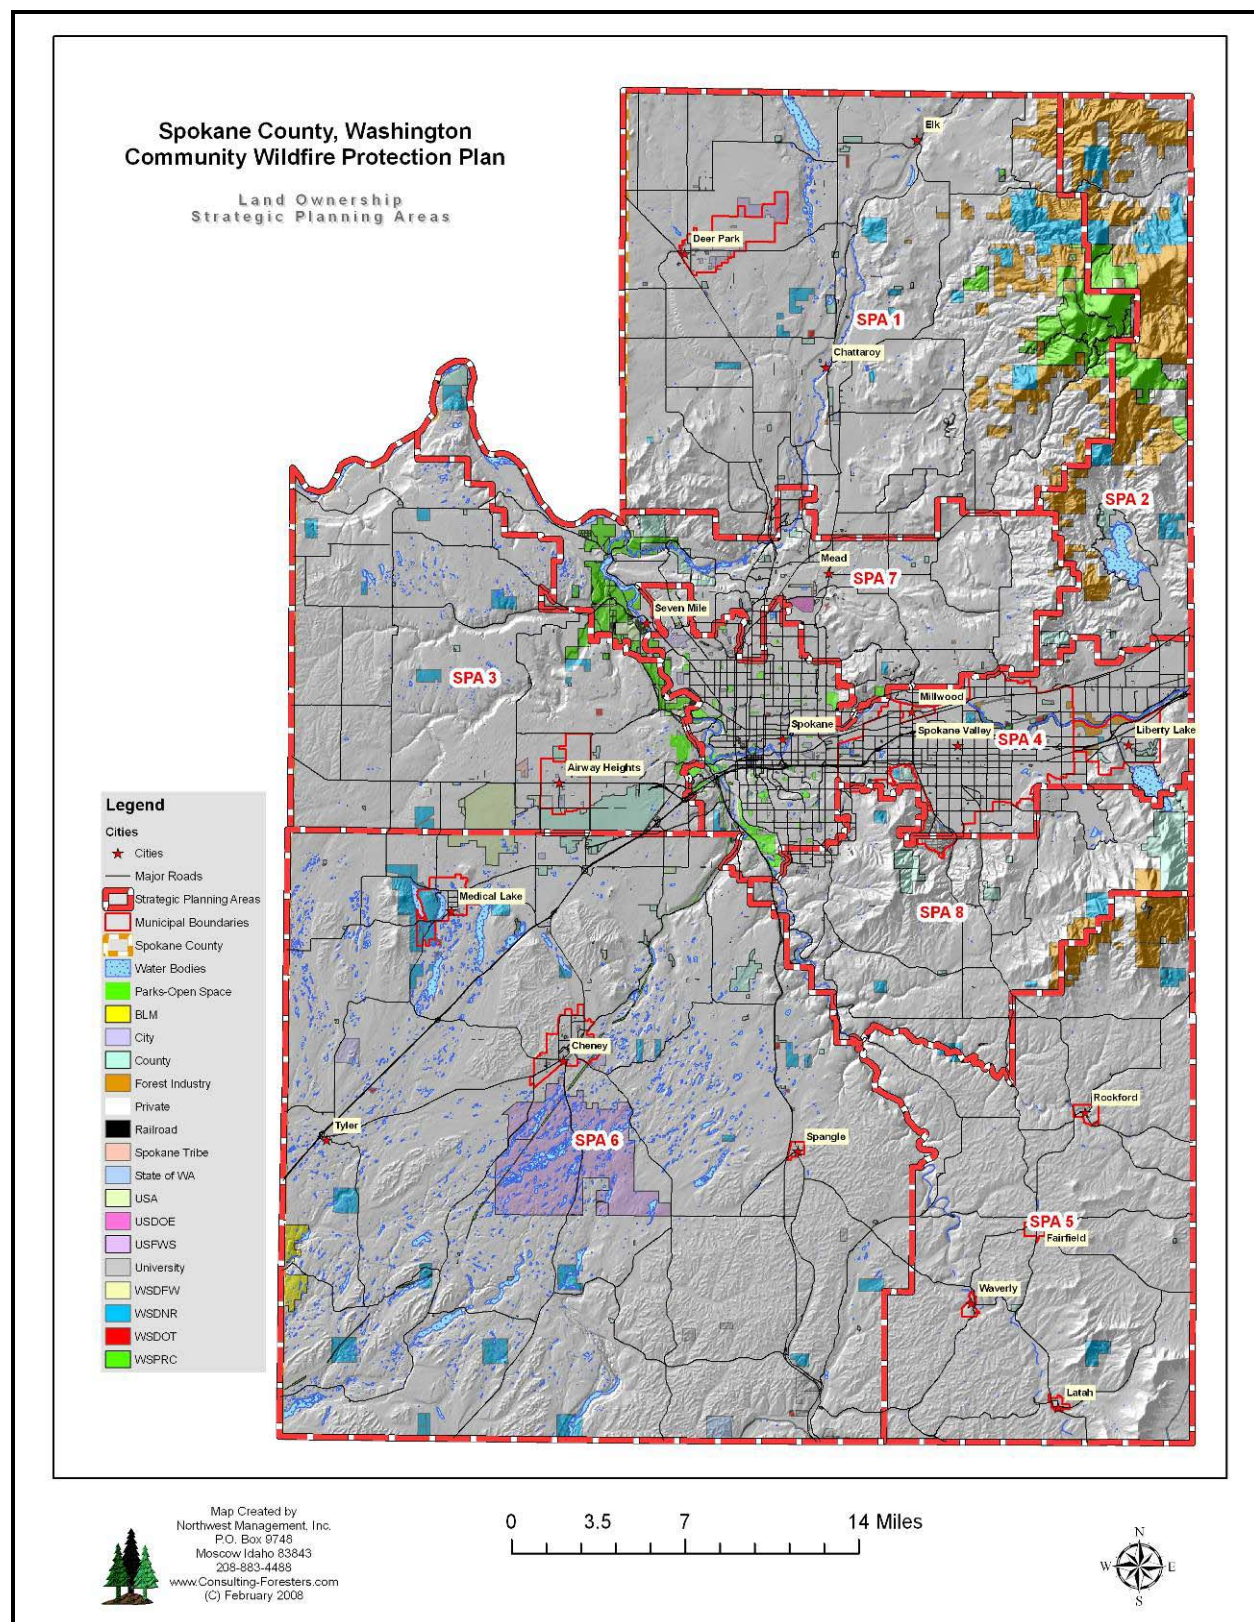 Spokane County, Washington
Community Wildfire Protection Plan
Land Ownership
Strategic Planning Areas
Elk
Deer Park
SPA 1
Chattaroy
SPA 2
Mead
SPA 7
Seven Mile
SPA 3
Millwood
Spokane
Spokane Valley
SPA 4
Liberty Lake
Airway Heights
Medical Lake
SPA 8
Cheney
Rockford
Tyler
SPA 6
Spangle
SPA 5
Fairfield
Waverly
Latah
Legend
Cities
Cities
Major Roads
Strategic Planning Areas
Municipal Boundaries
Spokane County
Water Bodies
Parks-Open Space
BLM
City
County
Forest Industry
Private
Railroad
Spokane Tribe
State of WA
USA
USDOE
USFWS
University
WSDFW
WSDNR
WSDOT
WSPRC
Map Created by
Northwest Management, Inc.
P.O. Box 9748
Moscow Idaho 83843
208-883-4488
www.Consulting-Foresters.com
(C) February 2008
0 3.5 7 14 Miles
N
W E
S